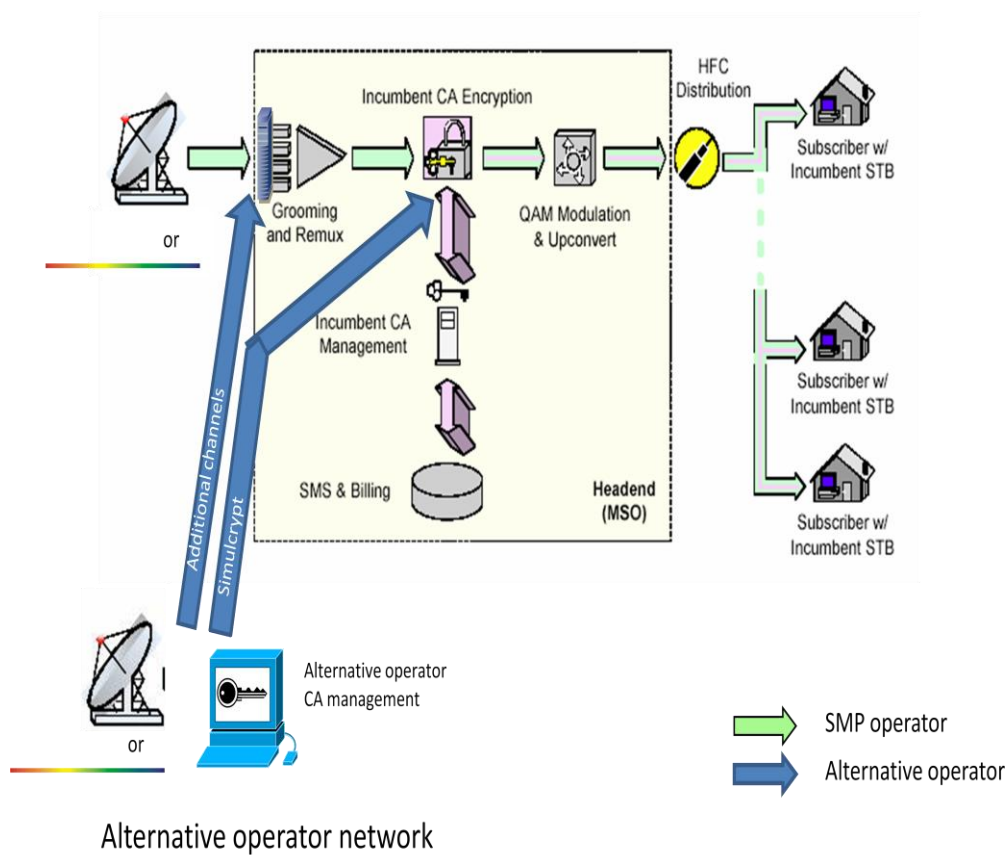 HFC
Distribution
Incumbent CA Encryption
Subscriber w/
Incumbent STB
or
Grooming
and Remux
QAM Modulation
& Upconvert
Incumbent CA
Management
Subscriber w/
Incumbent STB
Additional channels
Simulcrypt
SMS & Billing
Headend
(MSO)
Subscriber w/
Incumbent STB
Alternative operator
CA management
or
SMP operator
Alternative operator
Alternative operator network